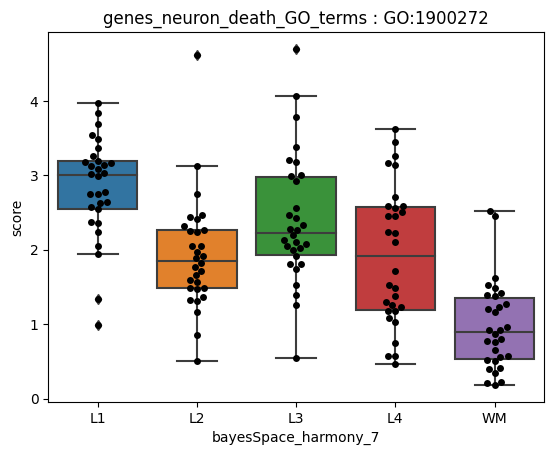 genes_neuron_death_GO_terms : GO:1900272
score
4
3
2
1
0
L1 L2 L3 L4 WM
bayesSpace_harmony_7